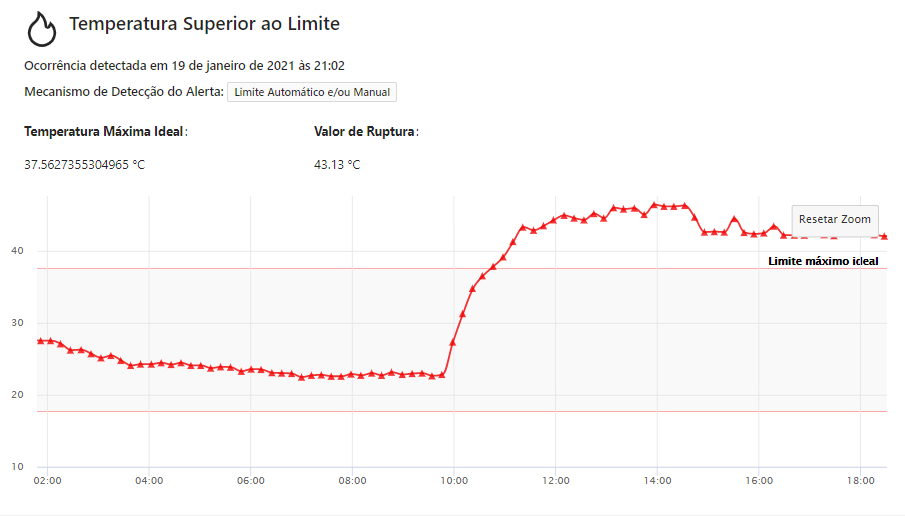 Temperatura Superior ao Limite
Ocorrência detectada em 19 de janeiro de 2021 às 21:02
Mecanismo de Detecção do Alerta: Limite Automático e/ou Manual
Temperatura Máxima Ideal: Valor de Ruptura:
37.5627355304965 °C 43.13 °C
Resetar Zoom
40
Limite máximo ideal
30
20
10
02:00 04:00 06:00 08:00 10:00 12:00 14:00 16:00 18:00